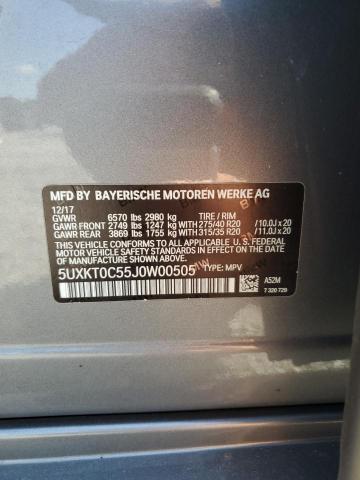 MFD BY BAYERISCHE MOTOREN WERKE AG
12/17
GVWR 6570 lbs 2980 kg TIRE / RIM
GAWR FRONT 2749 lbs 1247 kg WITH 275/40 R20 /10.0J x 20
GAWR REAR 3869 lbs 1755 kg WITH 315/35 R20 /11.0J x 20
THIS VEHICLE CONFORMS TO ALL APPLICABLE U.S. FEDERAL
MOTOR VEHICLE SAFETY STANDARDS IN EFFECT ON THE
DATE OF MANUFACTURE SHOWN ABOVE.
5UXKT0C55J0W00505 TYPE: MPV
A52M
7 320 729